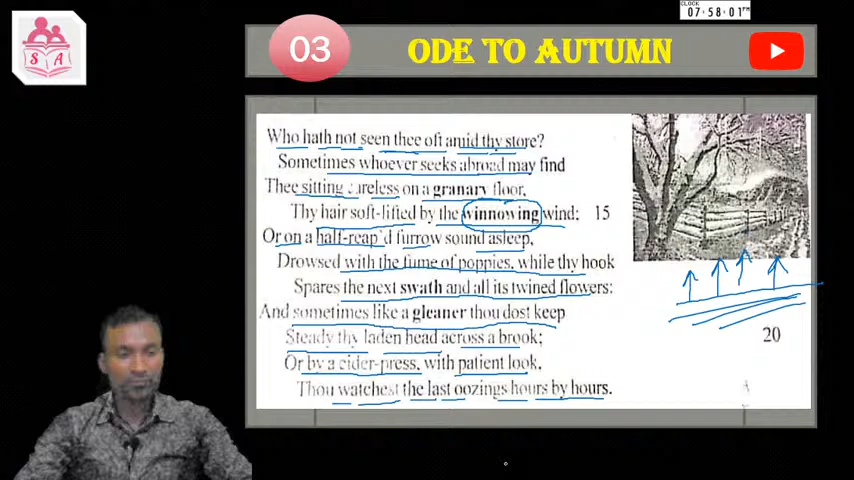 CLOCK
07:58:01PM
S A
03
ODE TO AUTUMN
Who hath not seen thee oft amid thy store?
Sometimes whoever seeks abroad may find
Thee sitting careless on a granary floor,
Thy hair soft-lifted by the winnowing wind; 15
Or on a half-reap'd furrow sound asleep,
Drowsed with the fume of poppies, while thy hook
Spares the next swath and all its twined flowers:
And sometimes like a gleaner thou dost keep
Steady thy laden head across a brook; 20
Or by a cider-press, with patient look.
Thou watchest the last oozings hours by hours.